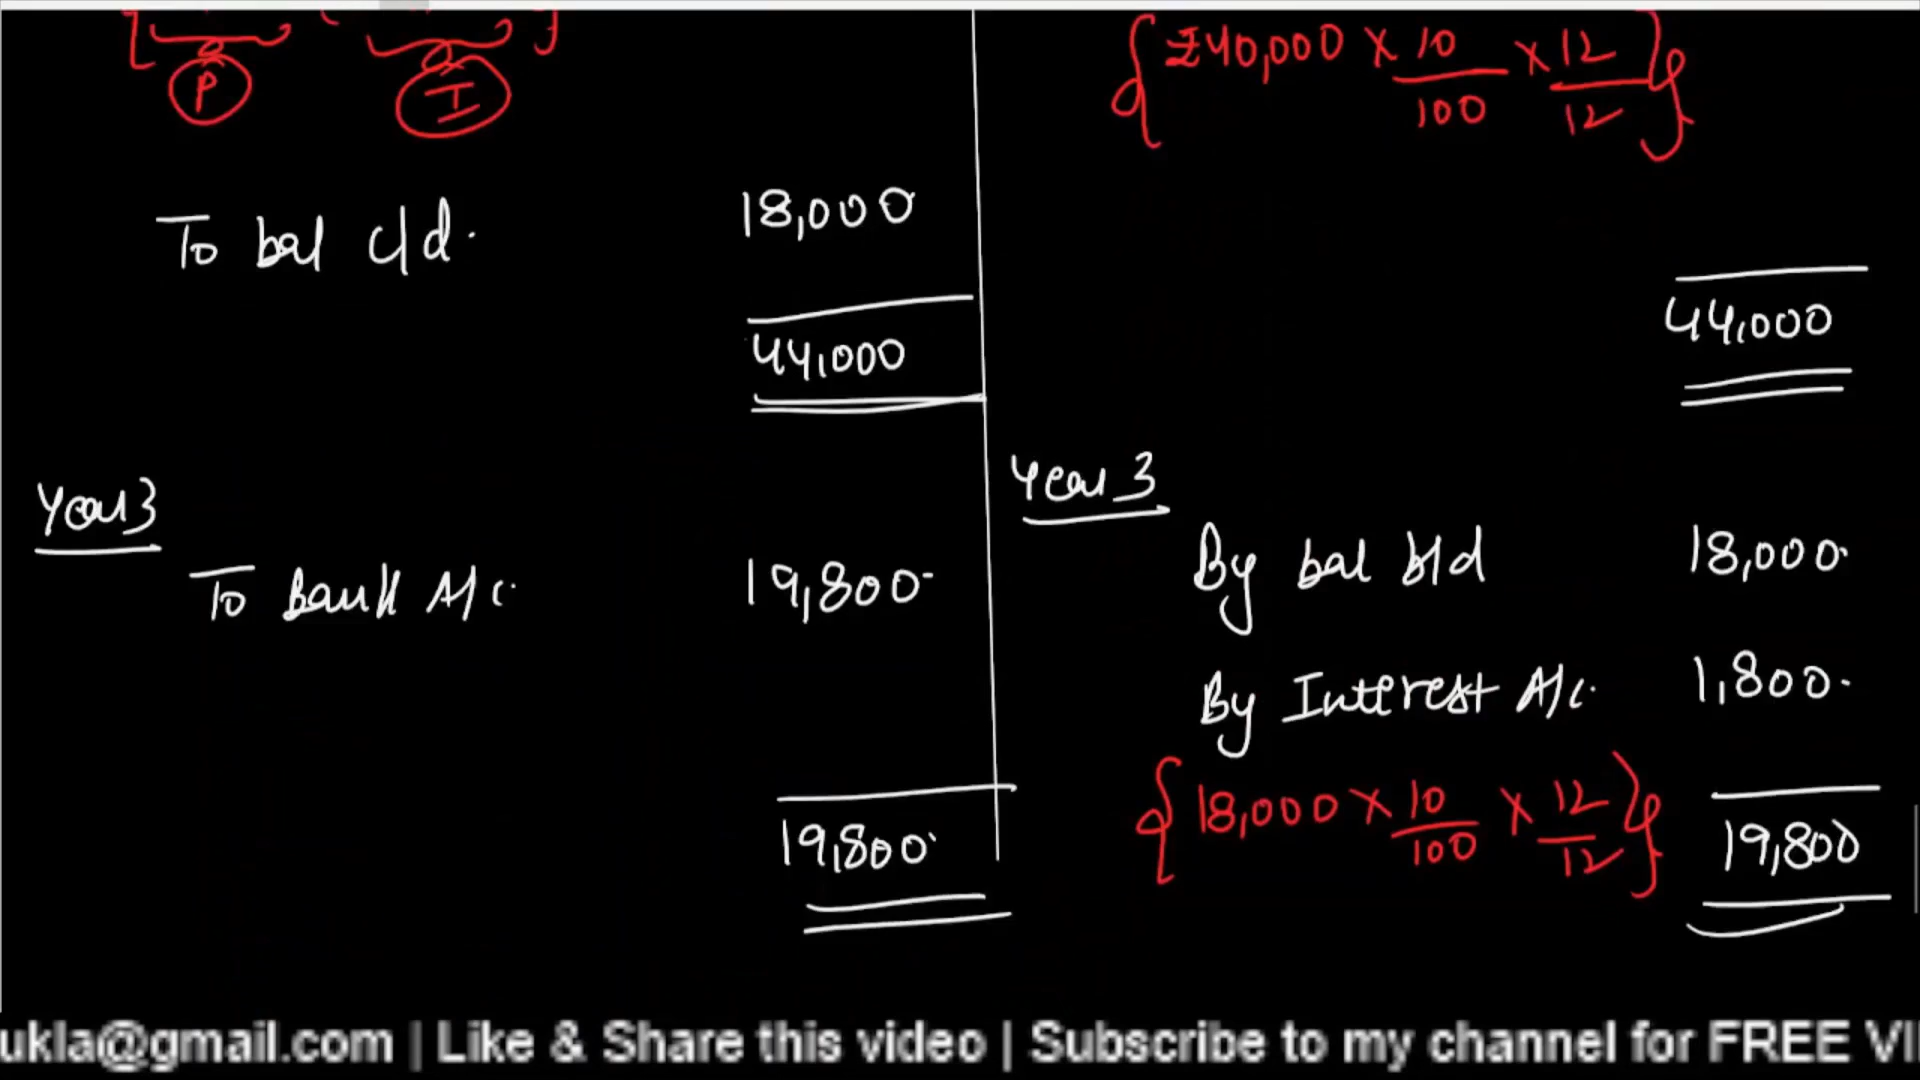 P I
{₹40,000 × 10/100 × 12/12}
To bal c/d. 18,000
44,000 44,000
Year 3 Year 3
To Bank A/c. 19,800 By bal b/d 18,000
By Interest A/c. 1,800
{18,000 × 10/100 × 12/12}
19,800 19,800
ukla@gmail.com | Like & Share this video | Subscribe to my channel for FREE VI